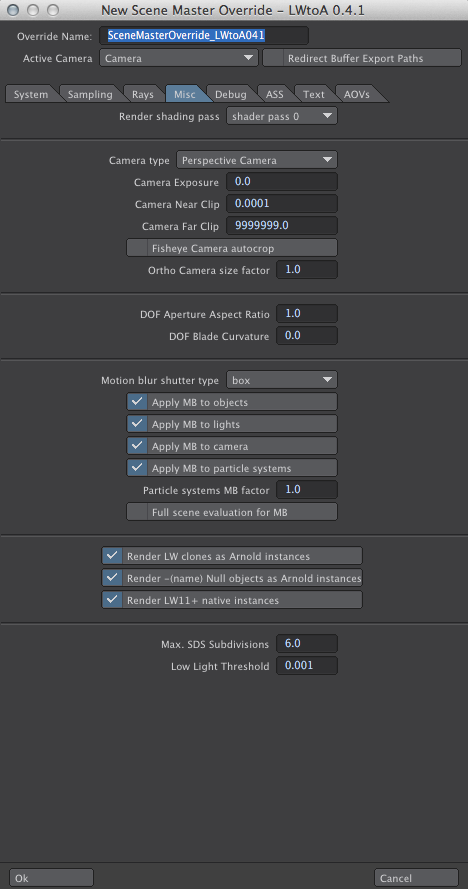 New Scene Master Override - LWtoA 0.4.1
Override Name: SceneMasterOverride_LWtoA041
Active Camera Camera Redirect Buffer Export Paths
System Sampling Rays Misc Debug ASS Text AOVs
Render shading pass shader pass 0
Camera type Perspective Camera
Camera Exposure 0.0
Camera Near Clip 0.0001
Camera Far Clip 9999999.0
Fisheye Camera autocrop
Ortho Camera size factor 1.0
DOF Aperture Aspect Ratio 1.0
DOF Blade Curvature 0.0
Motion blur shutter type box
Apply MB to objects
Apply MB to lights
Apply MB to camera
Apply MB to particle systems
Particle systems MB factor 1.0
Full scene evaluation for MB
Render LW clones as Arnold instances
Render -(name) Null objects as Arnold instances
Render LW11+ native instances
Max. SDS Subdivisions 6.0
Low Light Threshold 0.001
Ok Cancel